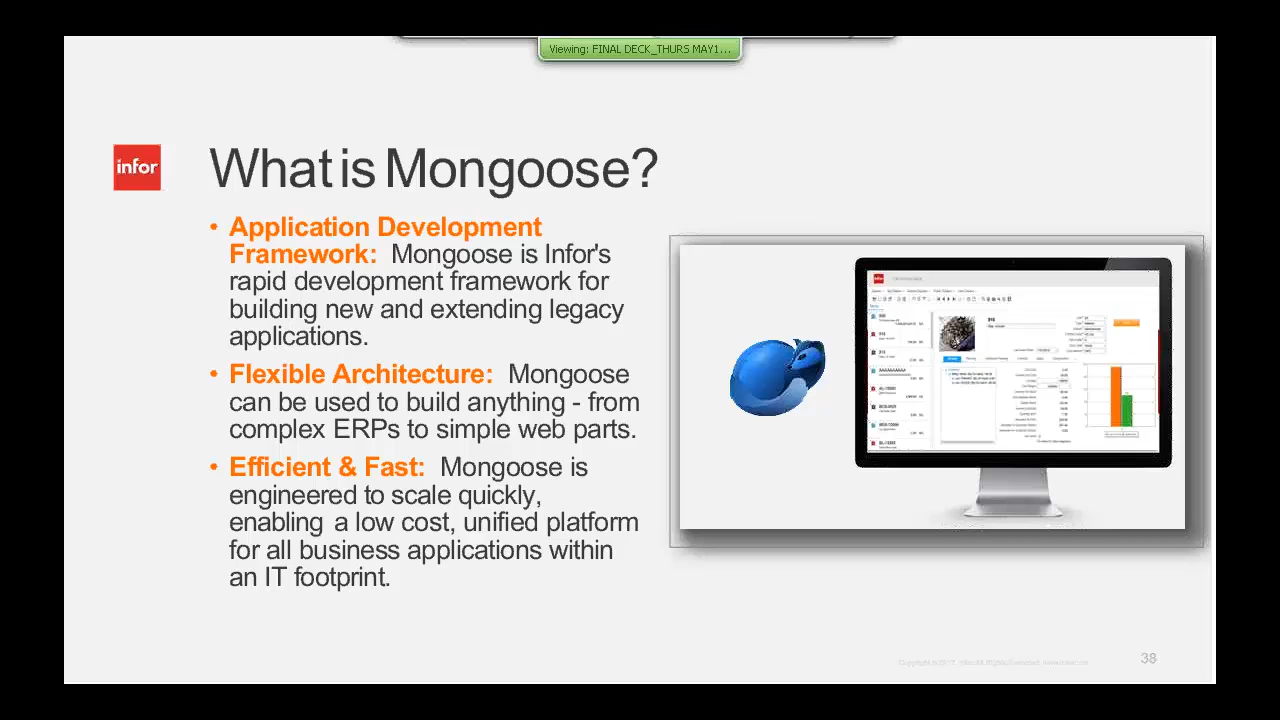 Viewing: FINAL DECK_THURS MAY1...
infor
What is Mongoose?
• Application Development
Framework: Mongoose is Infor's
rapid development framework for
building new and extending legacy
applications.
• Flexible Architecture: Mongoose
can be used to build anything - from
complex ERPs to simple web parts.
• Efficient & Fast: Mongoose is
engineered to scale quickly,
enabling a low cost, unified platform
for all business applications within
an IT footprint.
infor
38